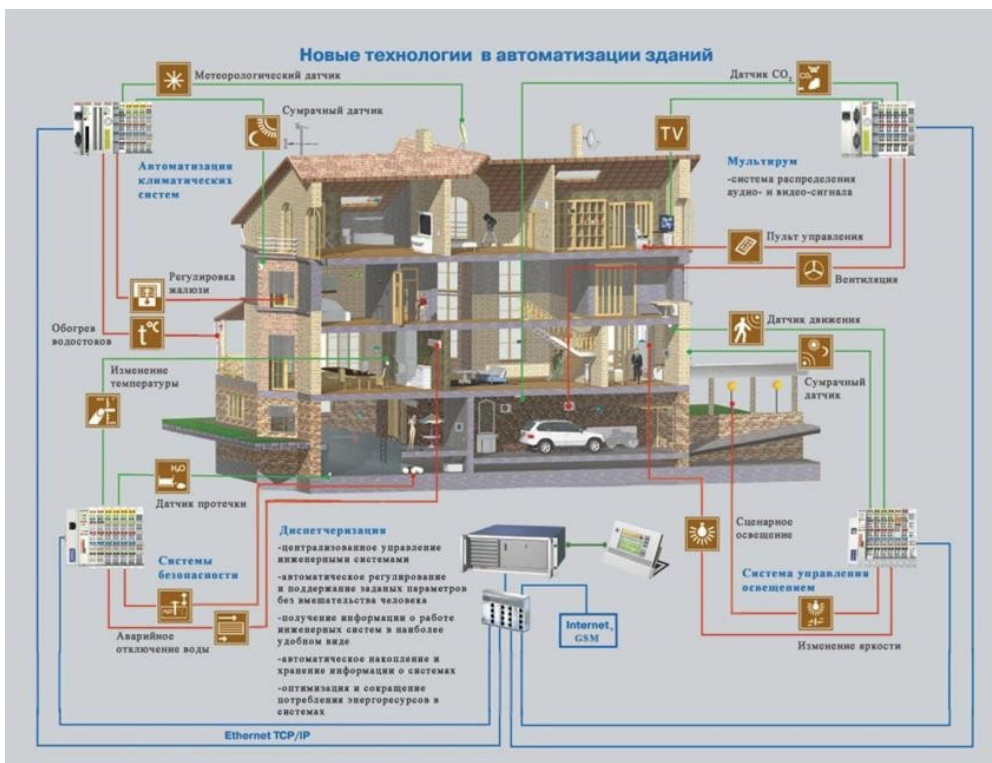 Новые технологии в автоматизации зданий
Метеорологический датчик
Сумрачный датчик
Автоматизация
климатических
систем
Регулировка
жалюзи
Обогрев
водостоков
t°C
Изменение
температуры
H₂O
Датчик протечки
Системы
безопасности
Аварийное
отключение воды
Датчик CO₂
CO₂
TV
Мультирум
-система распределения
аудио- и видео-сигнала
Пульт управления
Вентиляция
Датчик движения
Сумрачный
датчик
Сценарное
освещение
Система управления
освещением
Изменение яркости
Диспетчеризация
-централизованное управление
инженерными системами
-автоматическое регулирование
и поддержание заданых параметров
без вмешательства человека
-получение информации о работе
инженерных систем в наиболее
удобном виде
-автоматическое накопление и
хранение информации о системах
-оптимизация и сокращение
потребления энергоресурсов в
системах
Internet,
GSM
Ethernet TCP/IP